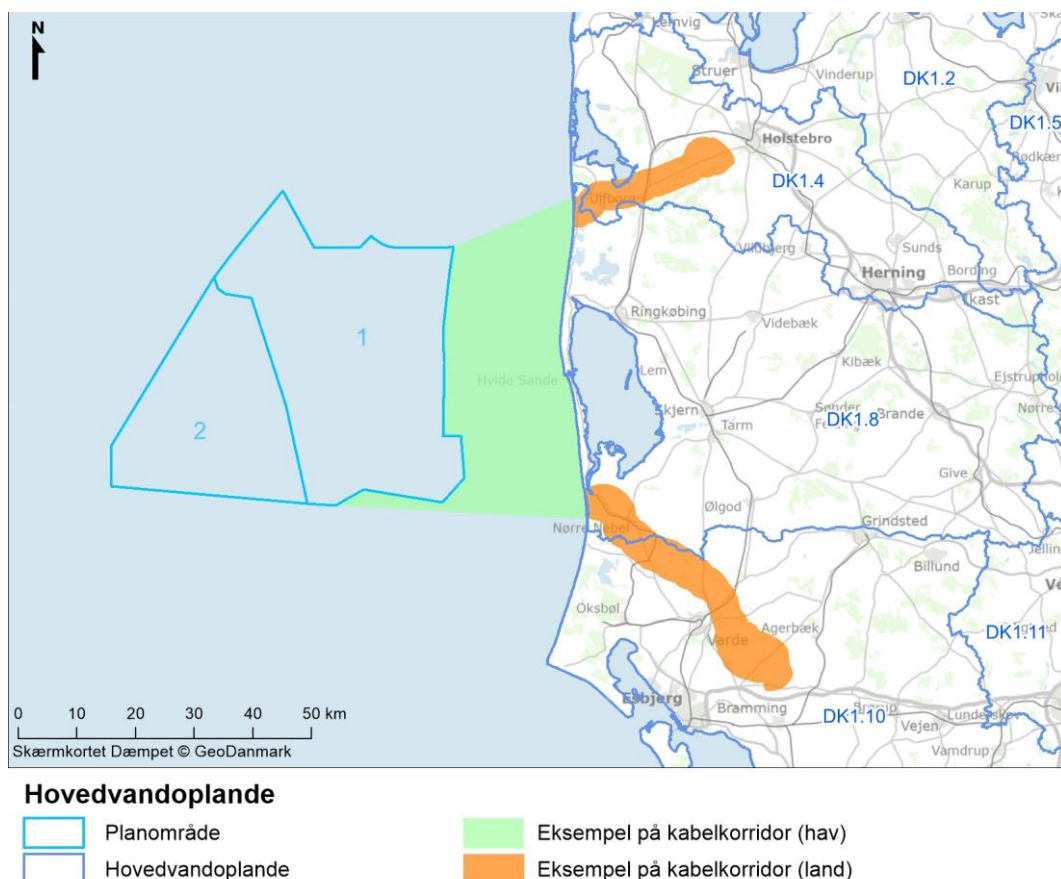 N
Lemvig
Struer
Vinderup
DK1.2
DK1.5
Holstebro
Rødkær
Ulfborg
DK1.4
Karup
Vildbjerg
Sunds
Herning
Bording
Ikast
1
Ringkøbing
Videbæk
Hvide Sande
Lem
Kibæk
Ejstrupholm
Skjern
Brande
2
Tarm
DK1.8
Give
Ølgod
Nørre Nebel
Grindsted
Billund
Oksbøl
Agerbæk
Varde
DK1.11
Esbjerg
Bramming
DK1.10
Vejen
Vamdrup
0 10 20 30 40 50 km
Skærmkortet Dæmpet © GeoDanmark
Hovedvandoplande
Planområde
Eksempel på kabelkorridor (hav)
Hovedvandoplande
Eksempel på kabelkorridor (land)